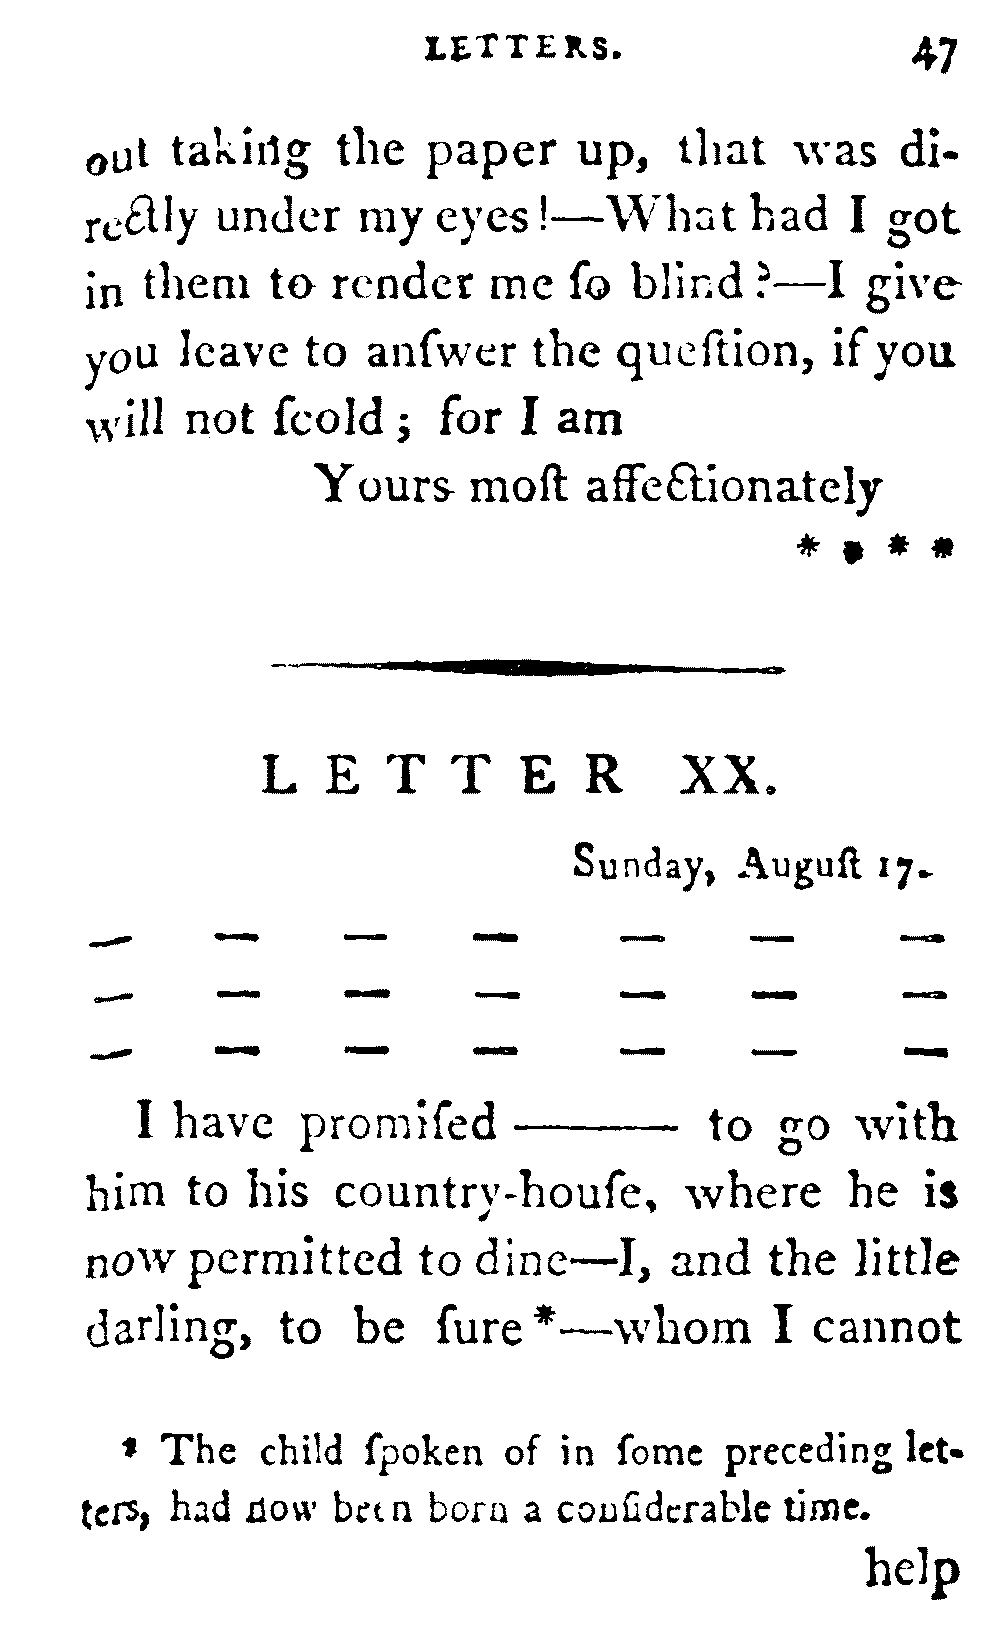 LETTERS. 47
out taking the paper up, that was di-
rectly under my eyes!—What had I got
in them to render me ſo blind?—I give
you leave to anſwer the queſtion, if you
will not ſcold; for I am
Yours moſt affectionately
* * * *
LETTER XX.
Sunday, Auguſt 17.
— — — — — — —
— — — — — — —
— — — — — — —
I have promiſed ——— to go with
him to his country-houſe, where he is
now permitted to dine—I, and the little
darling, to be ſure*—whom I cannot
* The child ſpoken of in ſome preceding let-
ters, had now been born a conſiderable time.
help